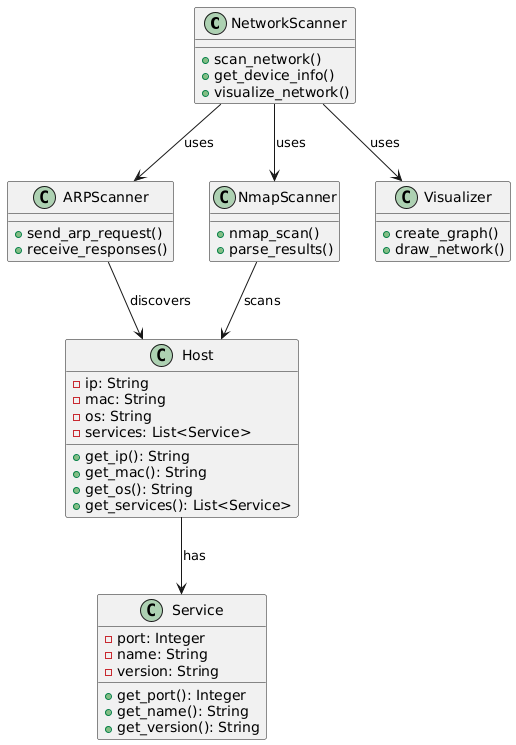 C NetworkScanner
scan_network()
get_device_info()
visualize_network()
uses
uses
uses
C ARPScanner
send_arp_request()
receive_responses()
C NmapScanner
nmap_scan()
parse_results()
C Visualizer
create_graph()
draw_network()
discovers
scans
C Host
ip: String
mac: String
os: String
services: List<Service>
get_ip(): String
get_mac(): String
get_os(): String
get_services(): List<Service>
has
C Service
port: Integer
name: String
version: String
get_port(): Integer
get_name(): String
get_version(): String